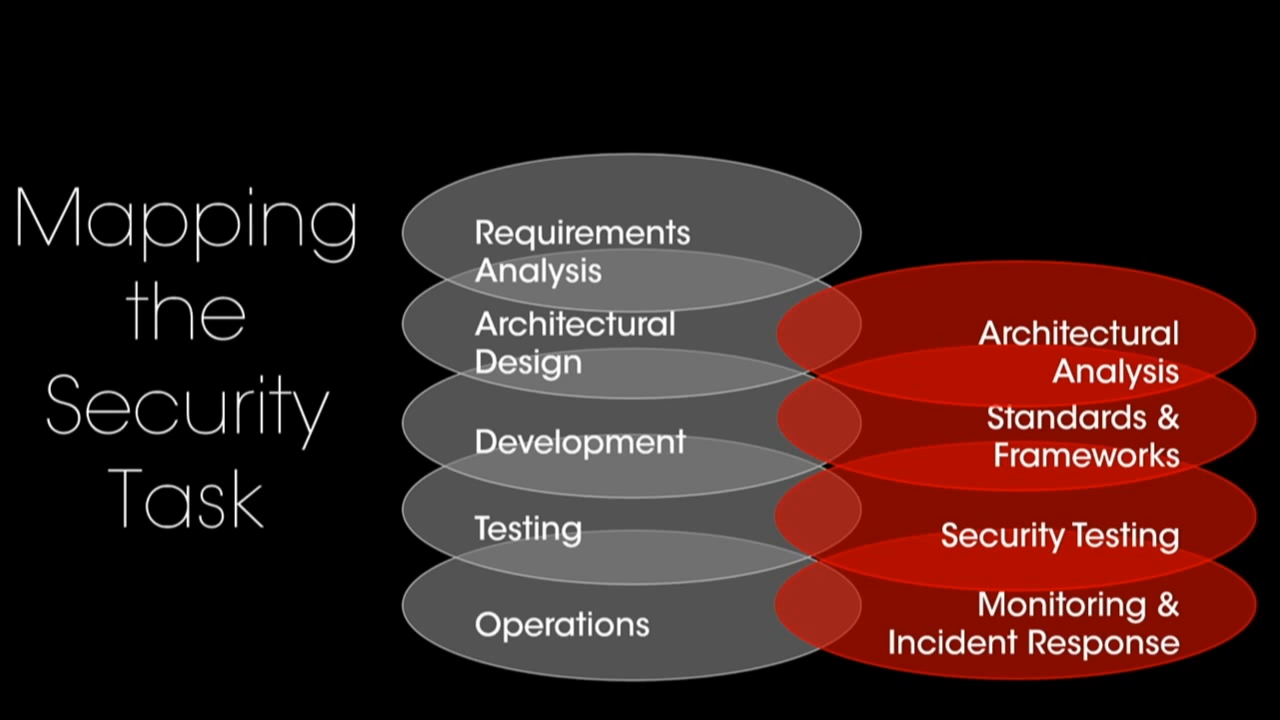 Mapping
the
Security
Task
Requirements
Analysis
Architectural
Design
Development
Testing
Operations
Architectural
Analysis
Standards &
Frameworks
Security Testing
Monitoring &
Incident Response